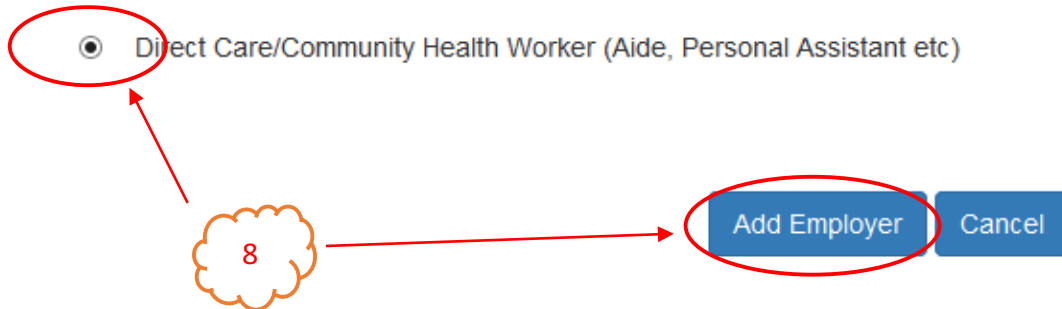 Direct Care/Community Health Worker (Aide, Personal Assistant etc)
Add Employer Cancel
8